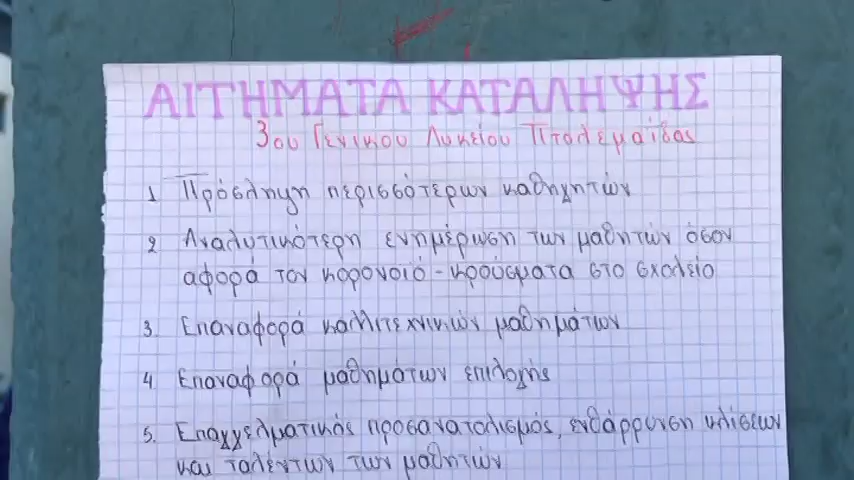 ΑΙΤΗΜΑΤΑ ΚΑΤΑΛΗΨΗΣ
3ου Γενικου Λυκείου Πτολεμαΐδας
1 Πρόσληψη περισσότερων καθηγητών
2 Αναλυτικότερη ενημέρωση των μαθητών όσον
αφορά τον κορονοιό - κρούσματα στο σχολείο
3. Επαναφορά καλλιτεχνικών μαθημάτων
4 Επαναφορά μαθημάτων επιλογής
5. Επαγγελματικός προσανατολισμός, ενθάρρυνση κλίσεων
και ταλέντων των μαθητών